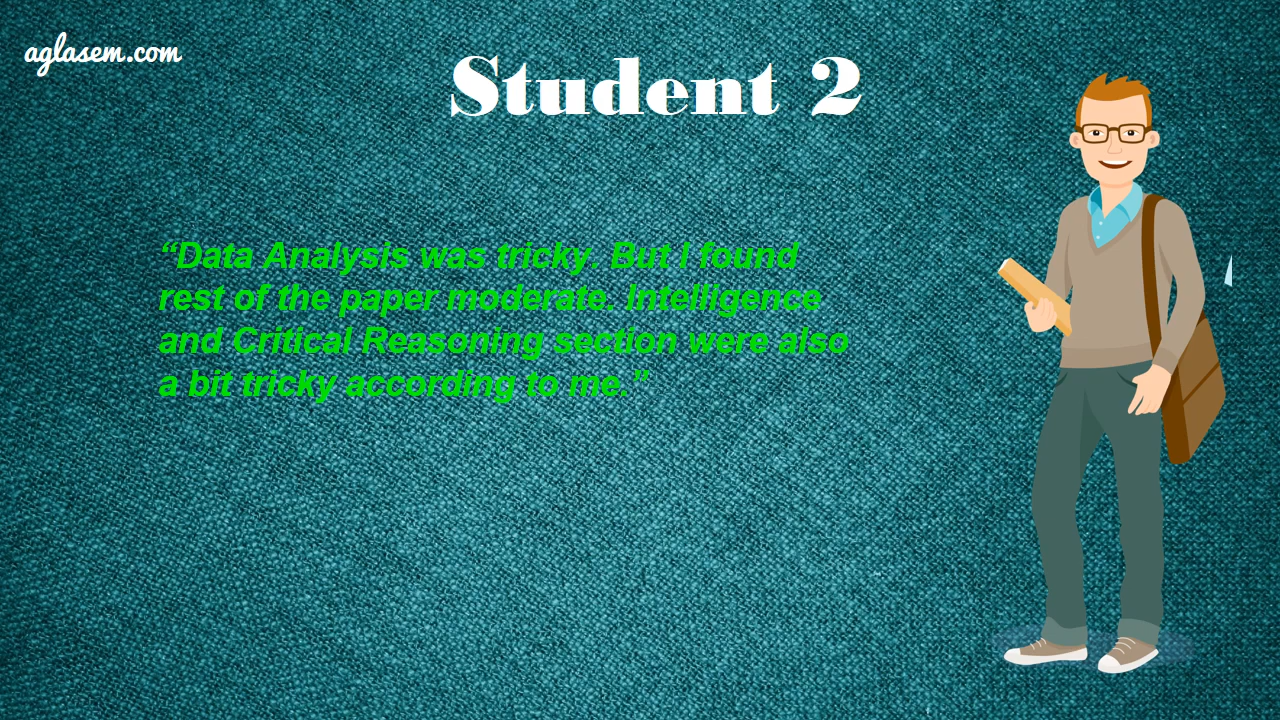 aglasem.com
Student 2
“Data Analysis was tricky. But I found
rest of the paper moderate. Intelligence
and Critical Reasoning section were also
a bit tricky according to me.”